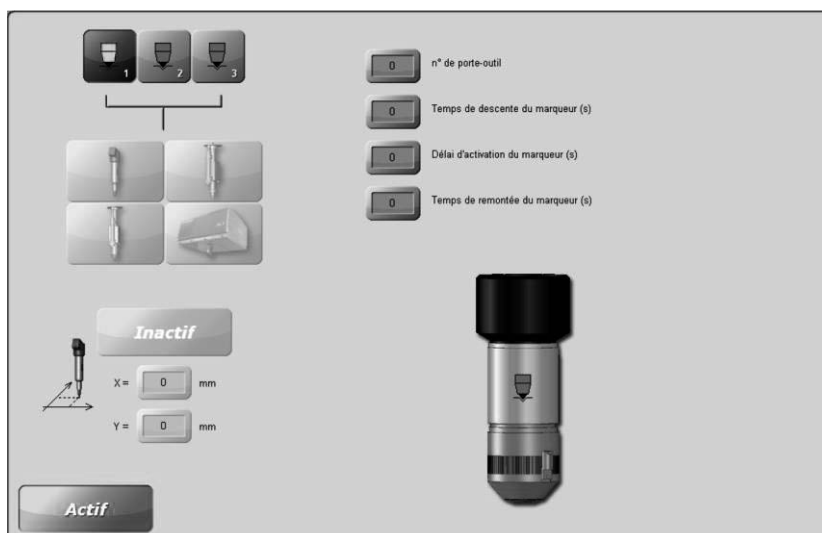 1 2 3
0 n° de porte-outil
0 Temps de descente du marqueur (s)
0 Délai d'activation du marqueur (s)
0 Temps de remontée du marqueur (s)
Inactif
X = 0 mm
Y = 0 mm
Actif